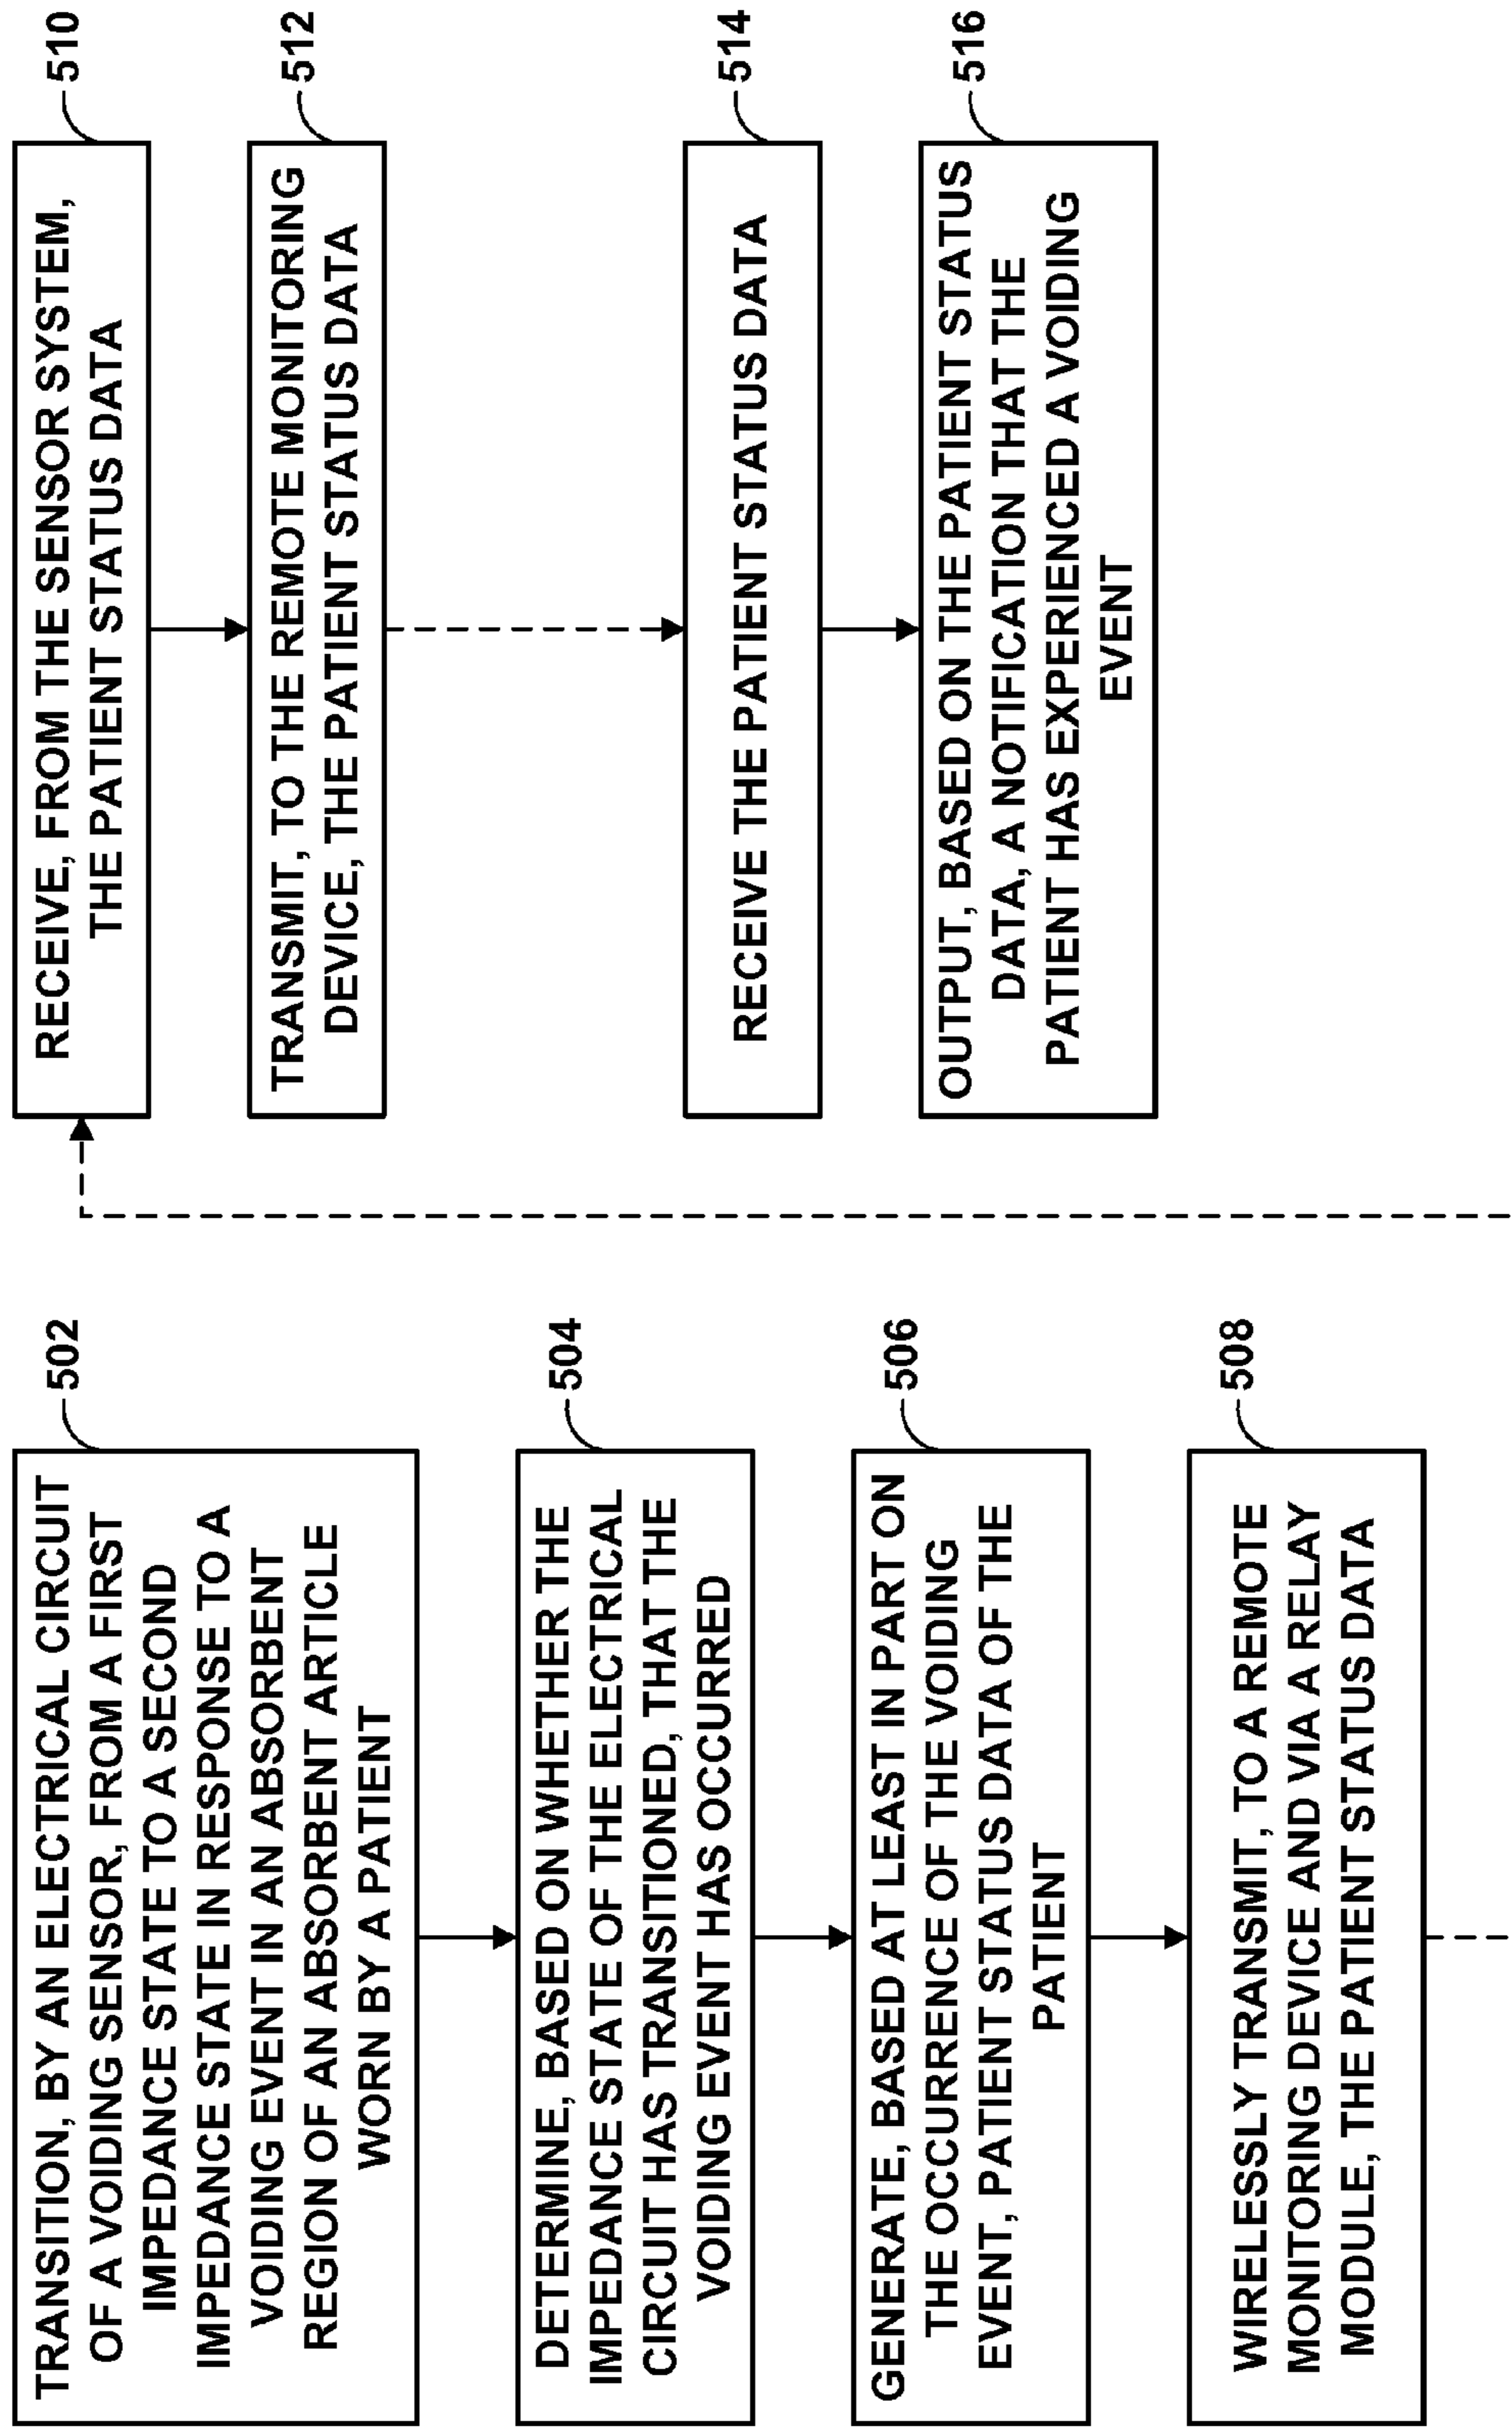 502
TRANSITION, BY AN ELECTRICAL CIRCUIT
OF A VOIDING SENSOR, FROM A FIRST
IMPEDANCE STATE TO A SECOND
IMPEDANCE STATE IN RESPONSE TO A
VOIDING EVENT IN AN ABSORBENT
REGION OF AN ABSORBENT ARTICLE
WORN BY A PATIENT
504
DETERMINE, BASED ON WHETHER THE
IMPEDANCE STATE OF THE ELECTRICAL
CIRCUIT HAS TRANSITIONED, THAT THE
VOIDING EVENT HAS OCCURRED
506
GENERATE, BASED AT LEAST IN PART ON
THE OCCURRENCE OF THE VOIDING
EVENT, PATIENT STATUS DATA OF THE
PATIENT
508
WIRELESSLY TRANSMIT, TO A REMOTE
MONITORING DEVICE AND VIA A RELAY
MODULE, THE PATIENT STATUS DATA
510
RECEIVE, FROM THE SENSOR SYSTEM,
THE PATIENT STATUS DATA
512
TRANSMIT, TO THE REMOTE MONITORING
DEVICE, THE PATIENT STATUS DATA
514
RECEIVE THE PATIENT STATUS DATA
516
OUTPUT, BASED ON THE PATIENT STATUS
DATA, A NOTIFICATION THAT THE
PATIENT HAS EXPERIENCED A VOIDING
EVENT